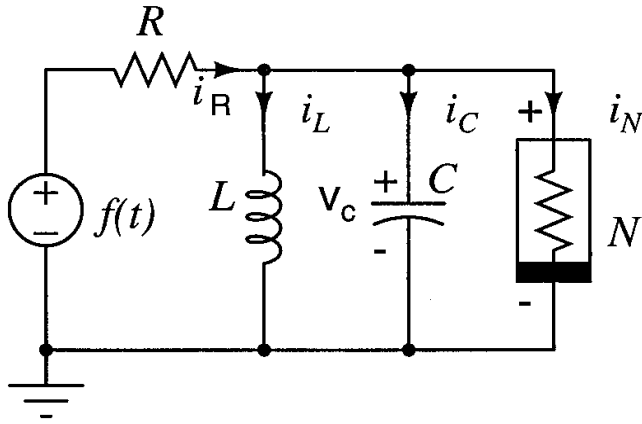 R
i_R
i_L
i_C
+
i_N
+
−
f(t)
L
+
C
V_c
-
N
-